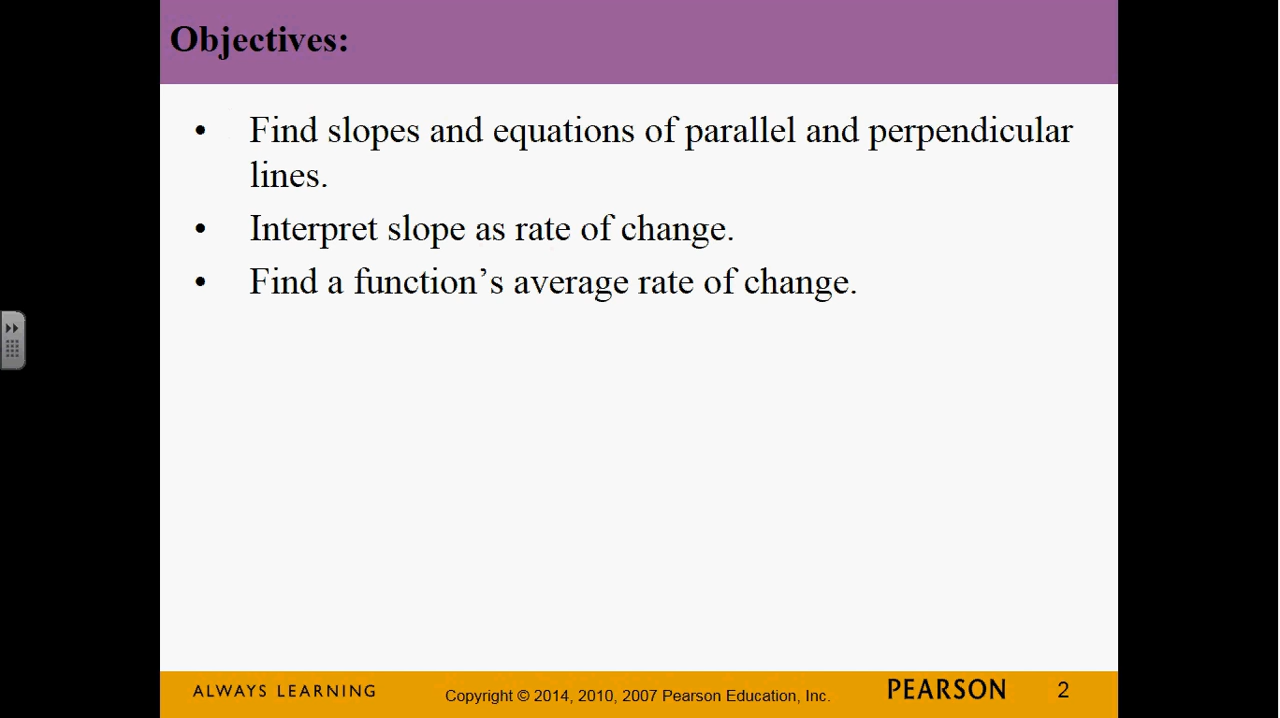 Objectives:
• Find slopes and equations of parallel and perpendicular
lines.
• Interpret slope as rate of change.
• Find a function’s average rate of change.
ALWAYS LEARNING
Copyright © 2014, 2010, 2007 Pearson Education, Inc.
PEARSON
2